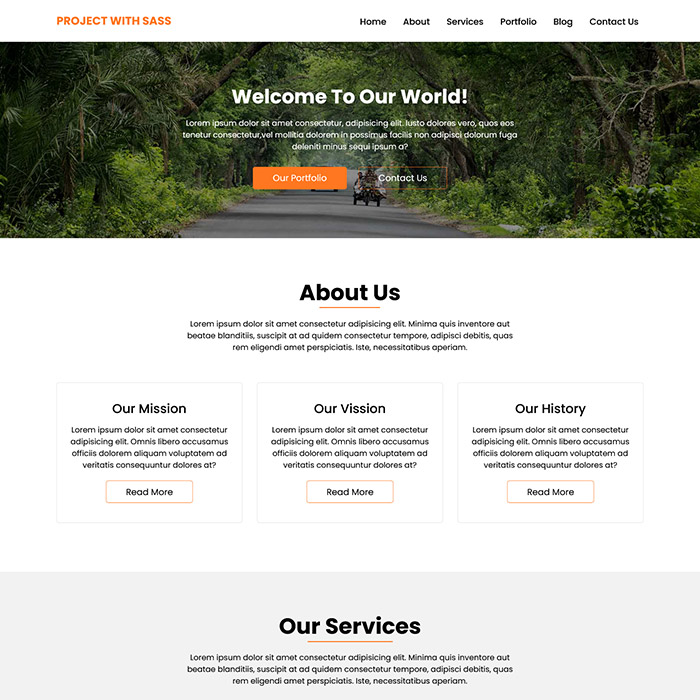 PROJECT WITH SASS
Home About Services Portfolio Blog Contact Us
Welcome To Our World!
Lorem ipsum dolor sit amet consectetur, adipisicing elit. Iusto dolores vero, quos eos
tenetur consectetur,vel mollitia dolorem in possimus facilis non adipisci dolorum fuga
deleniti minus sequi ipsum a?
Our Portfolio Contact Us
About Us
Lorem ipsum dolor sit amet consectetur adipisicing elit. Minima quis inventore aut
beatae blanditiis, suscipit at sint quidem consectetur tempore, adipisci debitis, quas
rem eligendi amet perspiciatis. Iste, necessitatibus aperiam.
Our Mission
Lorem ipsum dolor sit amet consectetur
adipisicing elit. Omnis libero accusamus
officiis dolorem aliquam voluptatem ad
veritatis consequuntur dolores at?
Read More
Our Vission
Lorem ipsum dolor sit amet consectetur
adipisicing elit. Omnis libero accusamus
officiis dolorem aliquam voluptatem ad
veritatis consequuntur dolores at?
Read More
Our History
Lorem ipsum dolor sit amet consectetur
adipisicing elit. Omnis libero accusamus
officiis dolorem aliquam voluptatem ad
veritatis consequuntur dolores at?
Read More
Our Services
Lorem ipsum dolor sit amet consectetur adipisicing elit. Minima quis inventore aut
beatae blanditiis, suscipit at sint quidem consectetur tempore, adipisci debitis, quas